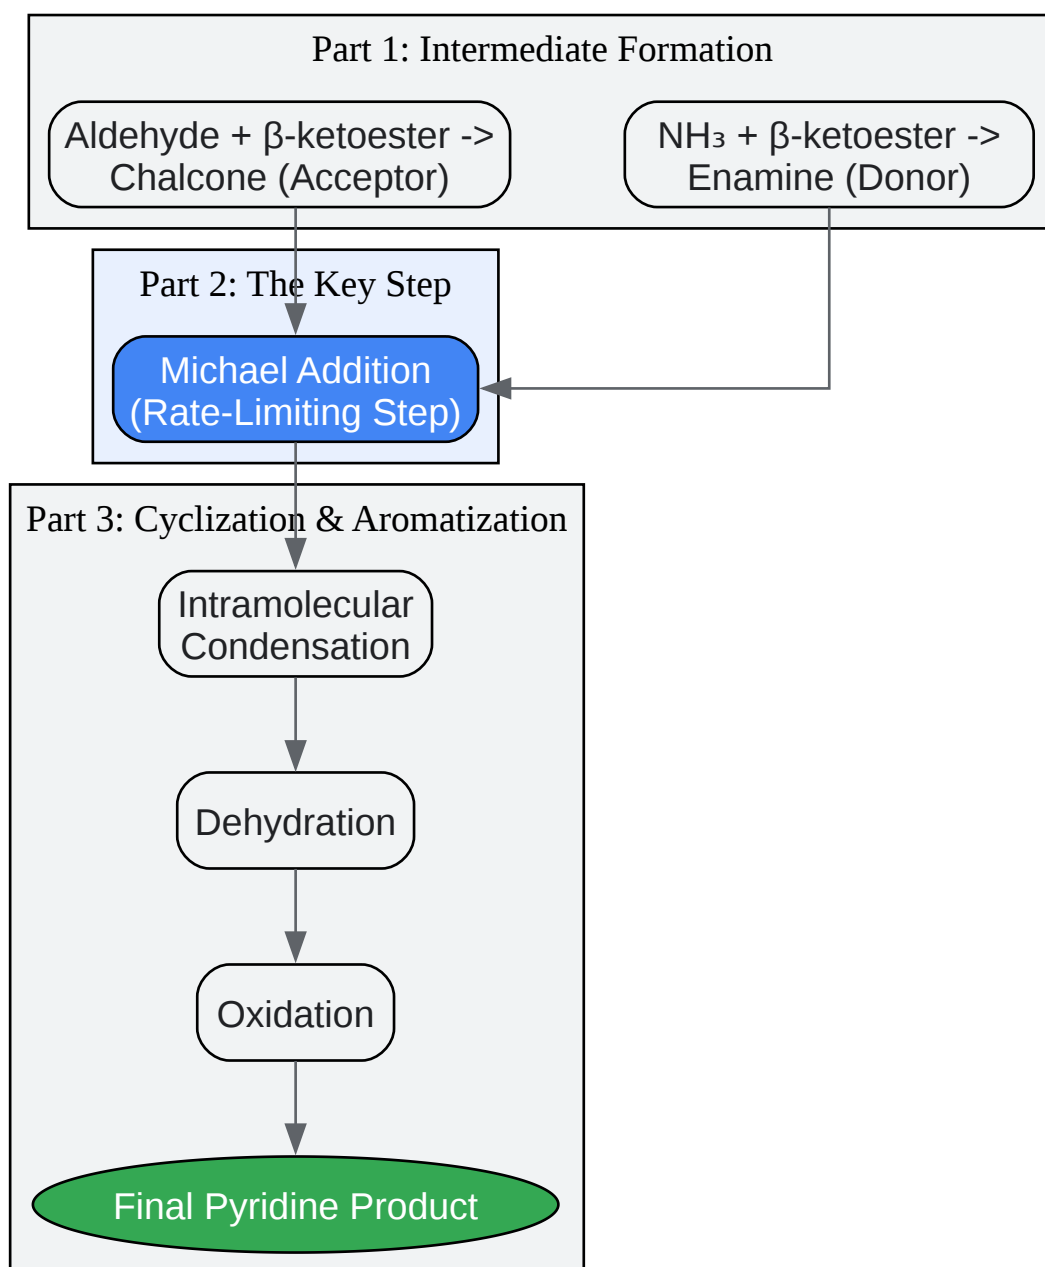 Part 1: Intermediate Formation
Aldehyde + β-ketoester ->
Chalcone (Acceptor)
NH₃ + β-ketoester ->
Enamine (Donor)
Part 2: The Key Step
Michael Addition
(Rate-Limiting Step)
Part 3: Cyclization & Aromatization
Intramolecular
Condensation
Dehydration
Oxidation
Final Pyridine Product